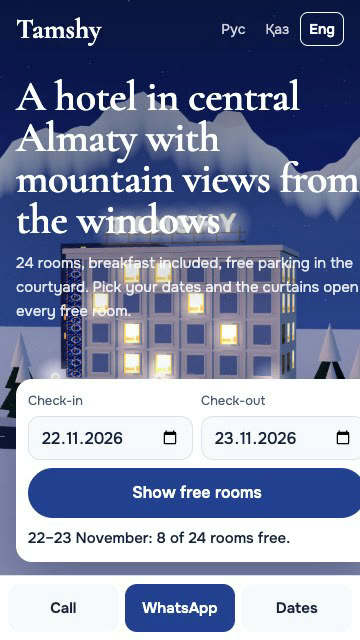 Tamshy
Рус Қаз Eng
A hotel in central
Almaty with
mountain views from
the windows
24 rooms, breakfast included, free parking in the
courtyard. Pick your dates and the curtains open
every free room.
Check-in Check-out
22.11.2026 23.11.2026
Show free rooms
22–23 November: 8 of 24 rooms free.
Call WhatsApp Dates